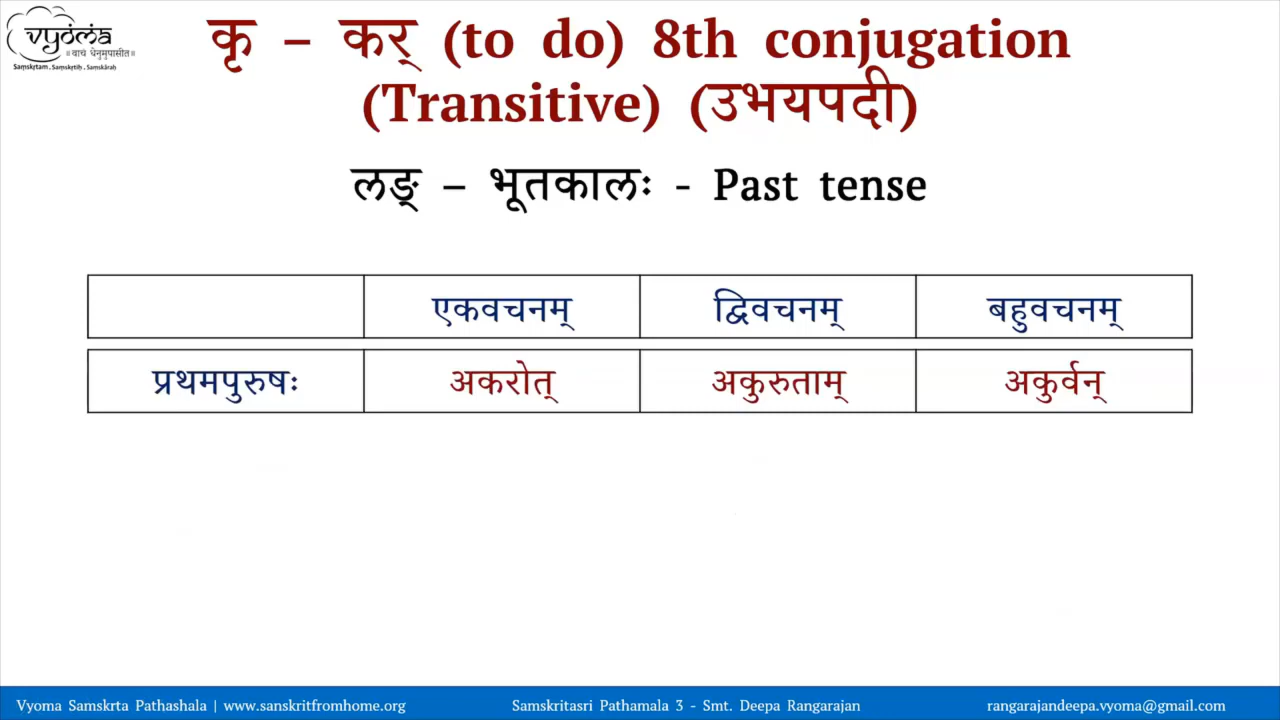 vyoma
॥ वाचं धेनुमुपासीत ॥
Saṃskṛtam . Saṃskṛtiḥ . Saṃskāraḥ
कृ – कर् (to do) 8th conjugation
(Transitive) (उभयपदी)
लङ् – भूतकालः - Past tense
एकवचनम् द्विवचनम् बहुवचनम्
प्रथमपुरुषः अकरोत् अकुरुताम् अकुर्वन्
Vyoma Samskrta Pathashala | www.sanskritfromhome.org Samskritasri Pathamala 3 - Smt. Deepa Rangarajan rangarajandeepa.vyoma@gmail.com